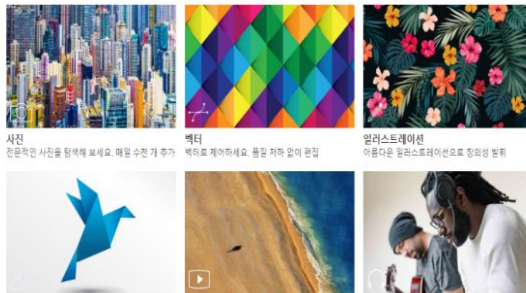 사진
전문적인 사진을 탐색해 보세요. 매일 수천 개 추가
벡터
벡터로 제어하세요. 품질 저하 없이 편집
일러스트레이션
아름다운 일러스트레이션으로 창의성 발휘